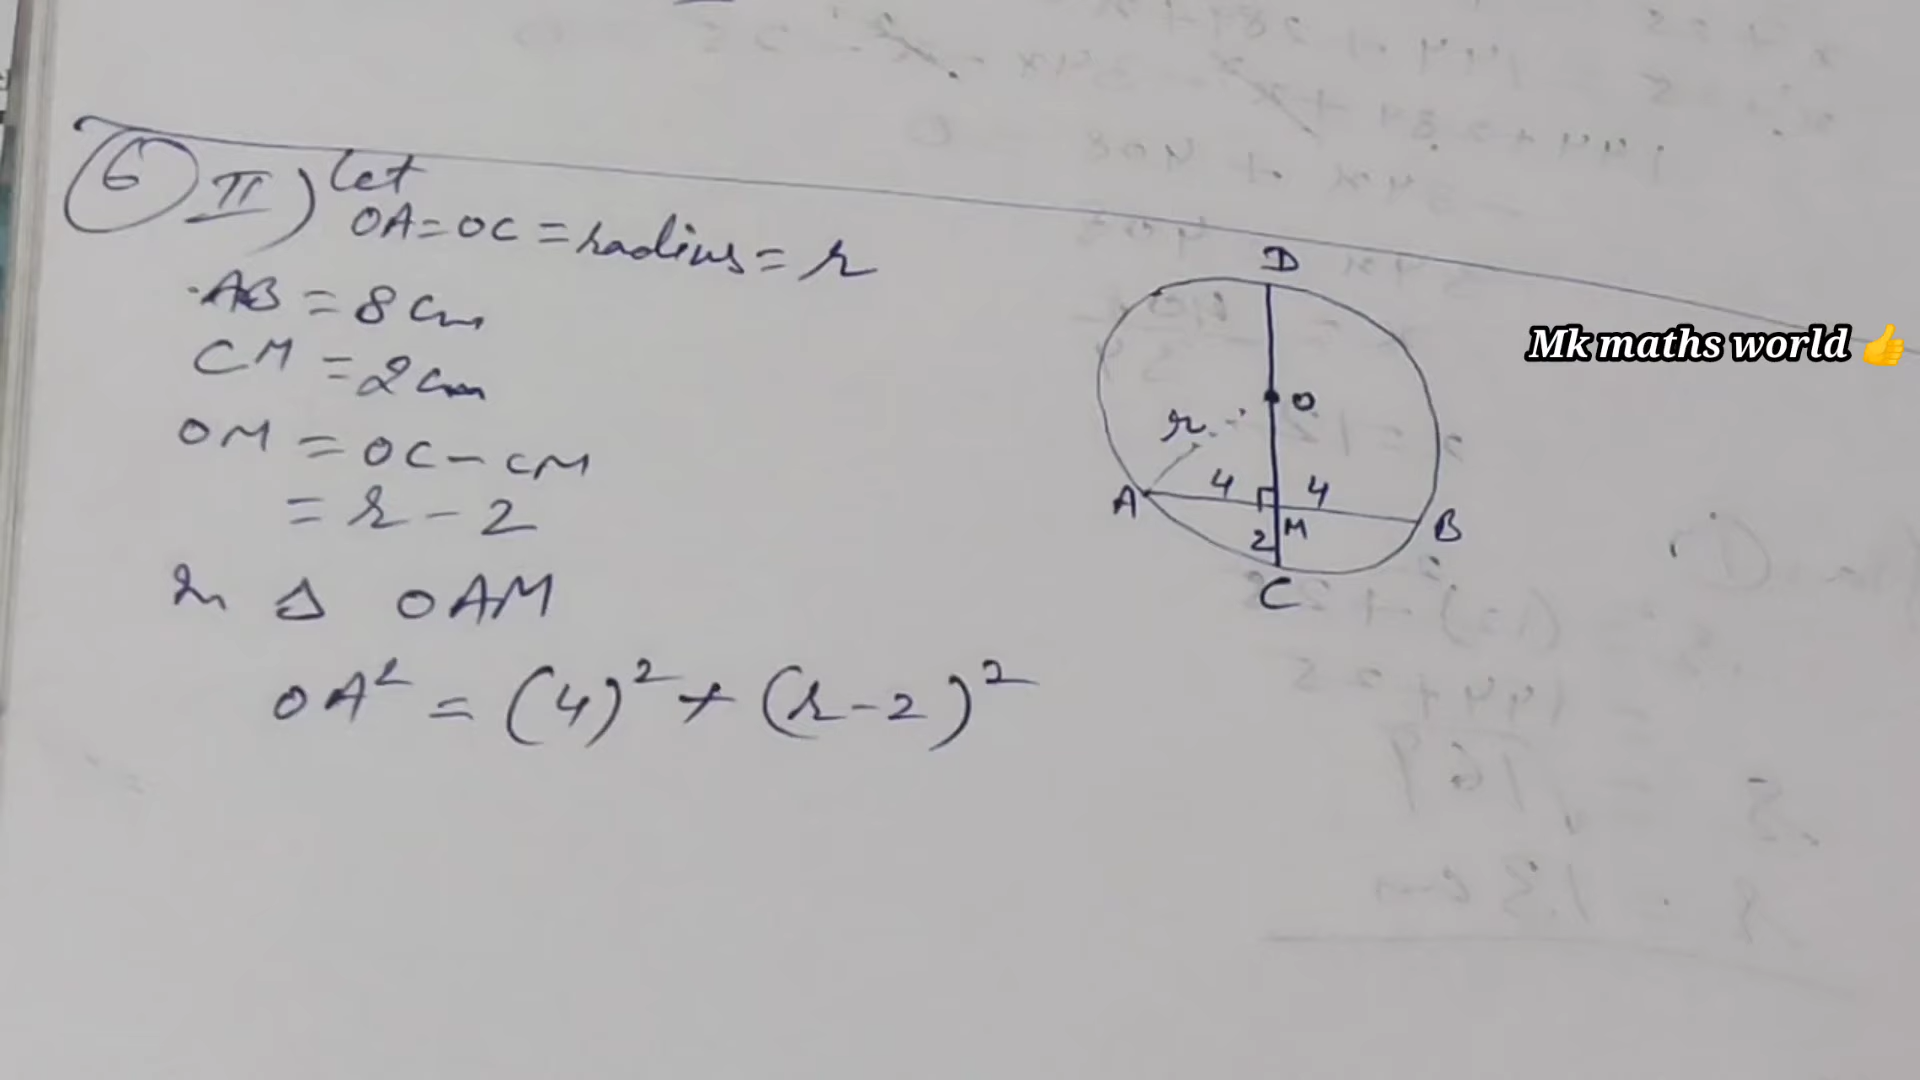 6 II) Let
OA = OC = radius = r
AB = 8 cm
CM = 2 cm
OM = OC - CM
= r - 2
In Δ OAM
OA² = (4)² + (r-2)²
D
O
r
4 4
A M B
2
C
Mk maths world 👍